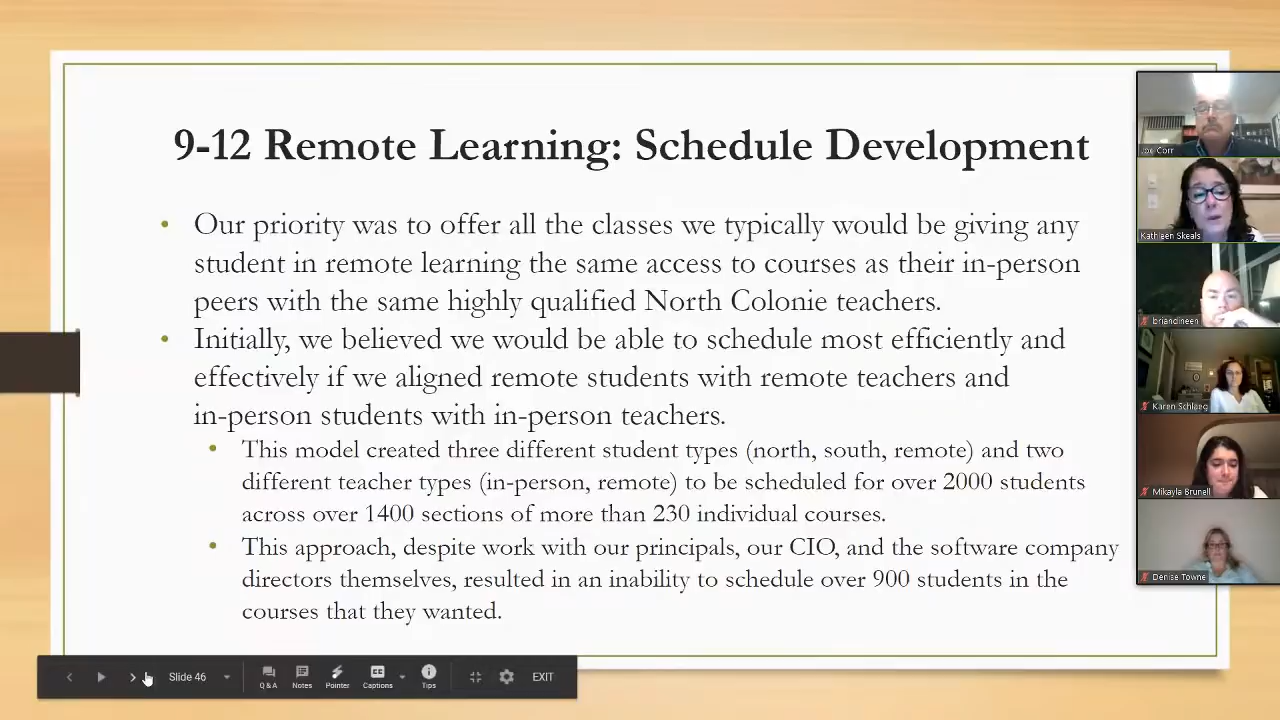 9-12 Remote Learning: Schedule Development
• Our priority was to offer all the classes we typically would be giving any
student in remote learning the same access to courses as their in-person
peers with the same highly qualified North Colonie teachers.
• Initially, we believed we would be able to schedule most efficiently and
effectively if we aligned remote students with remote teachers and
in-person students with in-person teachers.
• This model created three different student types (north, south, remote) and two
different teacher types (in-person, remote) to be scheduled for over 2000 students
across over 1400 sections of more than 230 individual courses.
• This approach, despite work with our principals, our CIO, and the software company
directors themselves, resulted in an inability to schedule over 900 students in the
courses that they wanted.
Joe Corr
Kathleen Skeals
briandineen
Karen Schleeg
Mikayla Brunell
Denise Towne
Slide 46
Q & A
Notes
Pointer
CC
Captions
Tips
EXIT